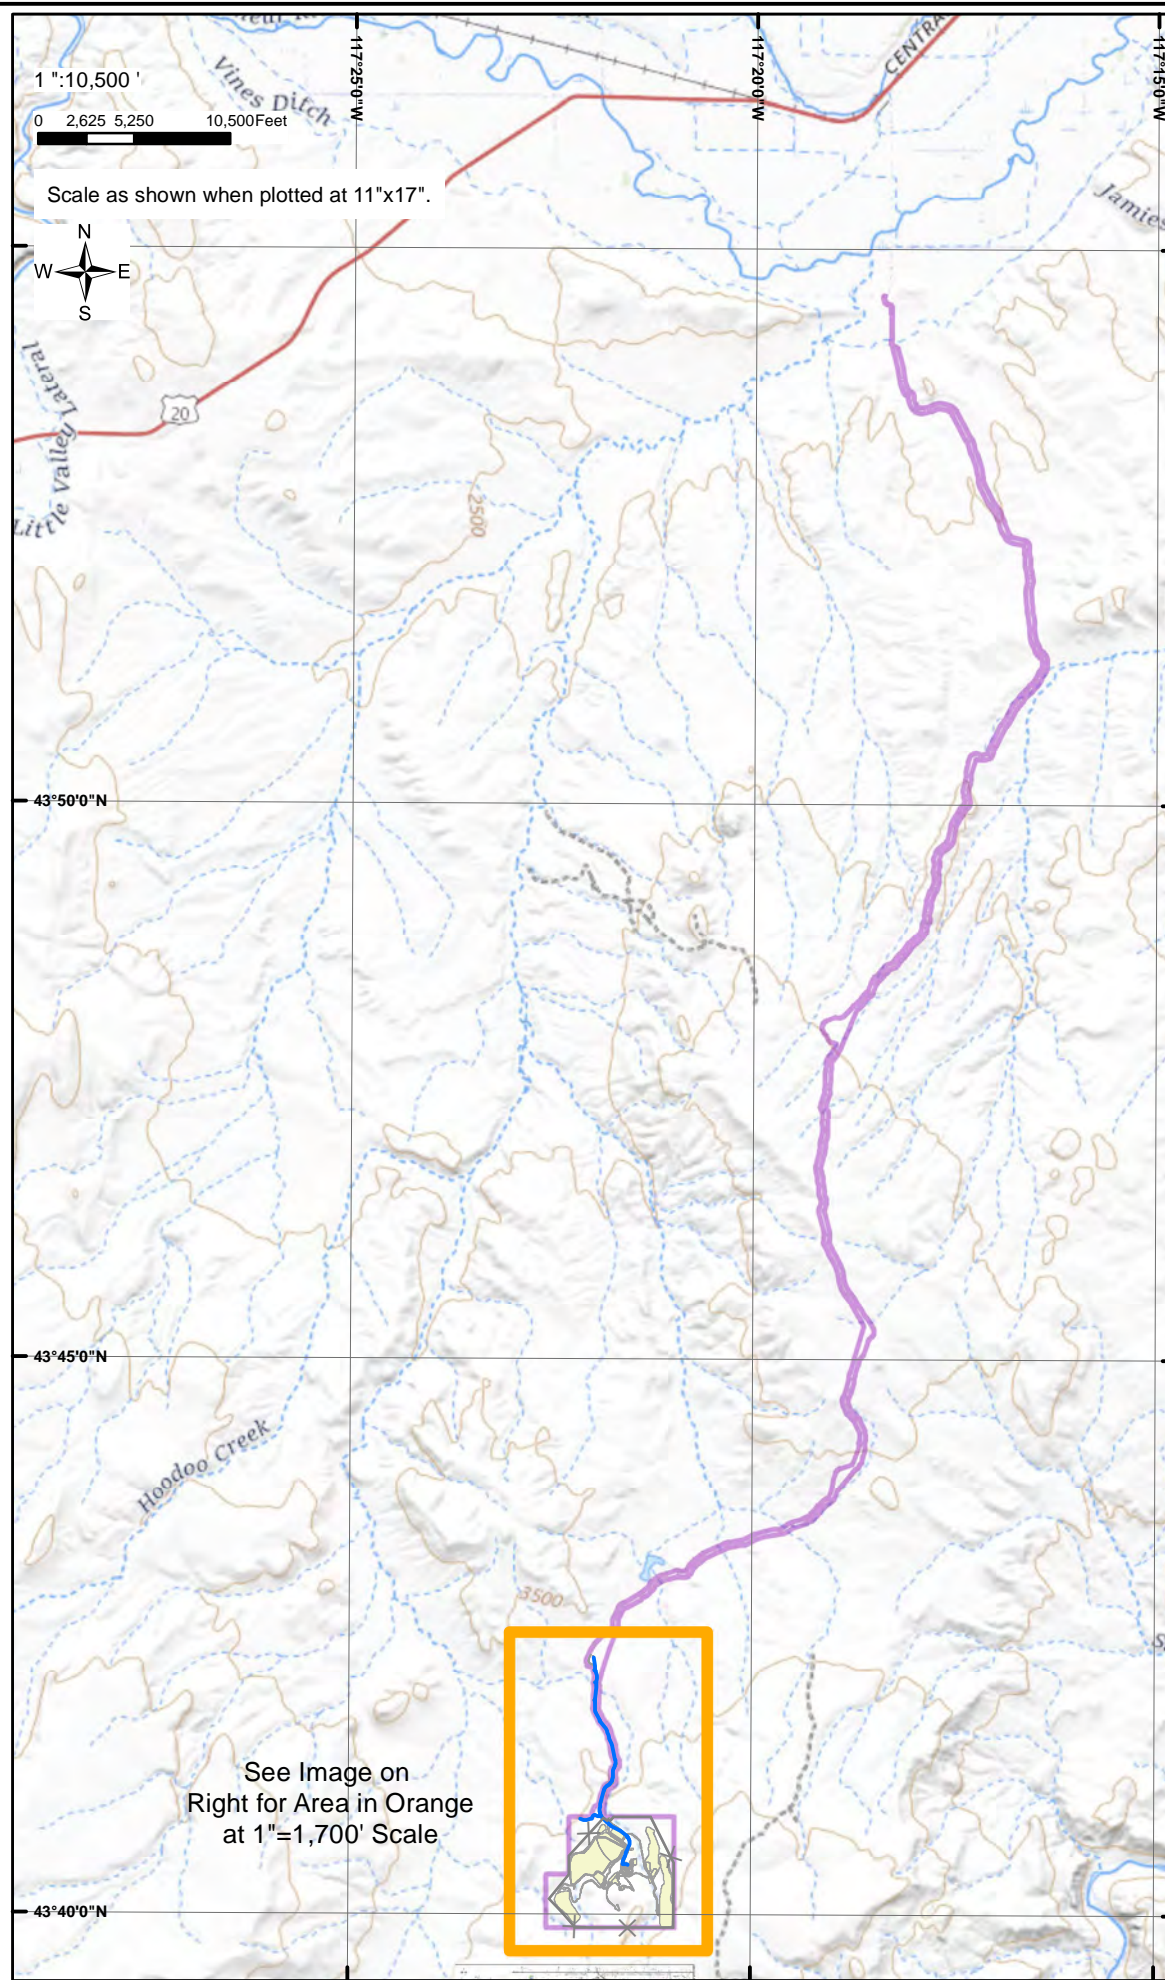 117°25'0"W
117°20'0"W
117°15'0"W
CENTRA
1 ":10,500 '
Vines Ditch
0 2,625 5,250 10,500Feet
Scale as shown when plotted at 11"x17".
Jamies
N
W E
S
20
Little Valley Lateral
2500
43°50'0"N
43°45'0"N
Hoodoo Creek
3500
See Image on
Right for Area in Orange
at 1"=1,700' Scale
43°40'0"N